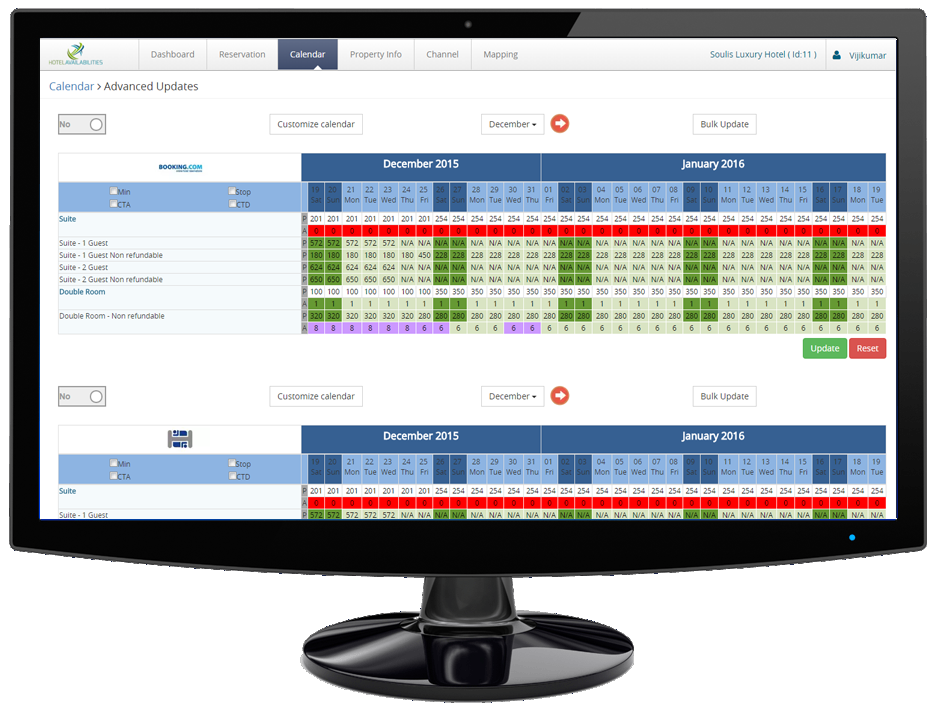 HOTELAVAILABILITIES
Dashboard Reservation Calendar Property Info Channel Mapping Soulis Luxury Hotel ( Id:11 ) Vijikumar
Calendar > Advanced Updates
No Customize calendar December Bulk Update
BOOKING.COM December 2015 January 2016
Min Stop 19 20 21 22 23 24 25 26 27 28 29 30 31 01 02 03 04 05 06 07 08 09 10 11 12 13 14 15 16 17 18 19
CTA CTD Sat Sun Mon Tue Wed Thu Fri Sat Sun Mon Tue Wed Thu Fri Sat Sun Mon Tue Wed Thu Fri Sat Sun Mon Tue Wed Thu Fri Sat Sun Mon Tue
Suite P 201 201 201 201 201 201 201 254 254 254 254 254 254 254 254 254 254 254 254 254 254 254 254 254 254 254 254 254 254 254 254 254
A 0 0 0 0 0 0 0 0 0 0 0 0 0 0 0 0 0 0 0 0 0 0 0 0 0 0 0 0 0 0 0 0
Suite - 1 Guest P 572 572 572 572 572 N/A N/A N/A N/A N/A N/A N/A N/A N/A N/A N/A N/A N/A N/A N/A N/A N/A N/A N/A N/A N/A N/A N/A N/A N/A N/A N/A
Suite - 1 Guest Non refundable P 180 180 180 180 180 180 450 228 228 228 228 228 228 228 228 228 228 228 228 228 228 228 228 228 228 228 228 228 228 228 228 228
Suite - 2 Guest P 624 624 624 624 624 N/A N/A N/A N/A N/A N/A N/A N/A N/A N/A N/A N/A N/A N/A N/A N/A N/A N/A N/A N/A N/A N/A N/A N/A N/A N/A N/A
Suite - 2 Guest Non refundable P 650 650 650 650 650 N/A N/A N/A N/A N/A N/A N/A N/A N/A N/A N/A N/A N/A N/A N/A N/A N/A N/A N/A N/A N/A N/A N/A N/A N/A N/A N/A
Double Room P 100 100 100 100 100 100 100 350 350 350 350 350 350 350 350 350 350 350 350 350 350 350 350 350 350 350 350 350 350 350 350 350
A 1 1 1 1 1 1 1 1 1 1 1 1 1 1 1 1 1 1 1 1 1 1 1 1 1 1 1 1 1 1 1 1
Double Room - Non refundable P 320 320 320 320 320 320 280 280 280 280 280 280 280 280 280 280 280 280 280 280 280 280 280 280 280 280 280 280 280 280 280 280
A 8 8 8 8 8 8 6 6 6 6 6 6 6 6 6 6 6 6 6 6 6 6 6 6 6 6 6 6 6 6 6 6
Update Reset
No Customize calendar December Bulk Update
December 2015 January 2016
Min Stop 19 20 21 22 23 24 25 26 27 28 29 30 31 01 02 03 04 05 06 07 08 09 10 11 12 13 14 15 16 17 18 19
CTA CTD Sat Sun Mon Tue Wed Thu Fri Sat Sun Mon Tue Wed Thu Fri Sat Sun Mon Tue Wed Thu Fri Sat Sun Mon Tue Wed Thu Fri Sat Sun Mon Tue
Suite P 201 201 201 201 201 201 201 254 254 254 254 254 254 254 254 254 254 254 254 254 254 254 254 254 254 254 254 254 254 254 254 254
A 0 0 0 0 0 0 0 0 0 0 0 0 0 0 0 0 0 0 0 0 0 0 0 0 0 0 0 0 0 0 0 0
Suite - 1 Guest P 572 572 572 572 572 N/A N/A N/A N/A N/A N/A N/A N/A N/A N/A N/A N/A N/A N/A N/A N/A N/A N/A N/A N/A N/A N/A N/A N/A N/A N/A N/A